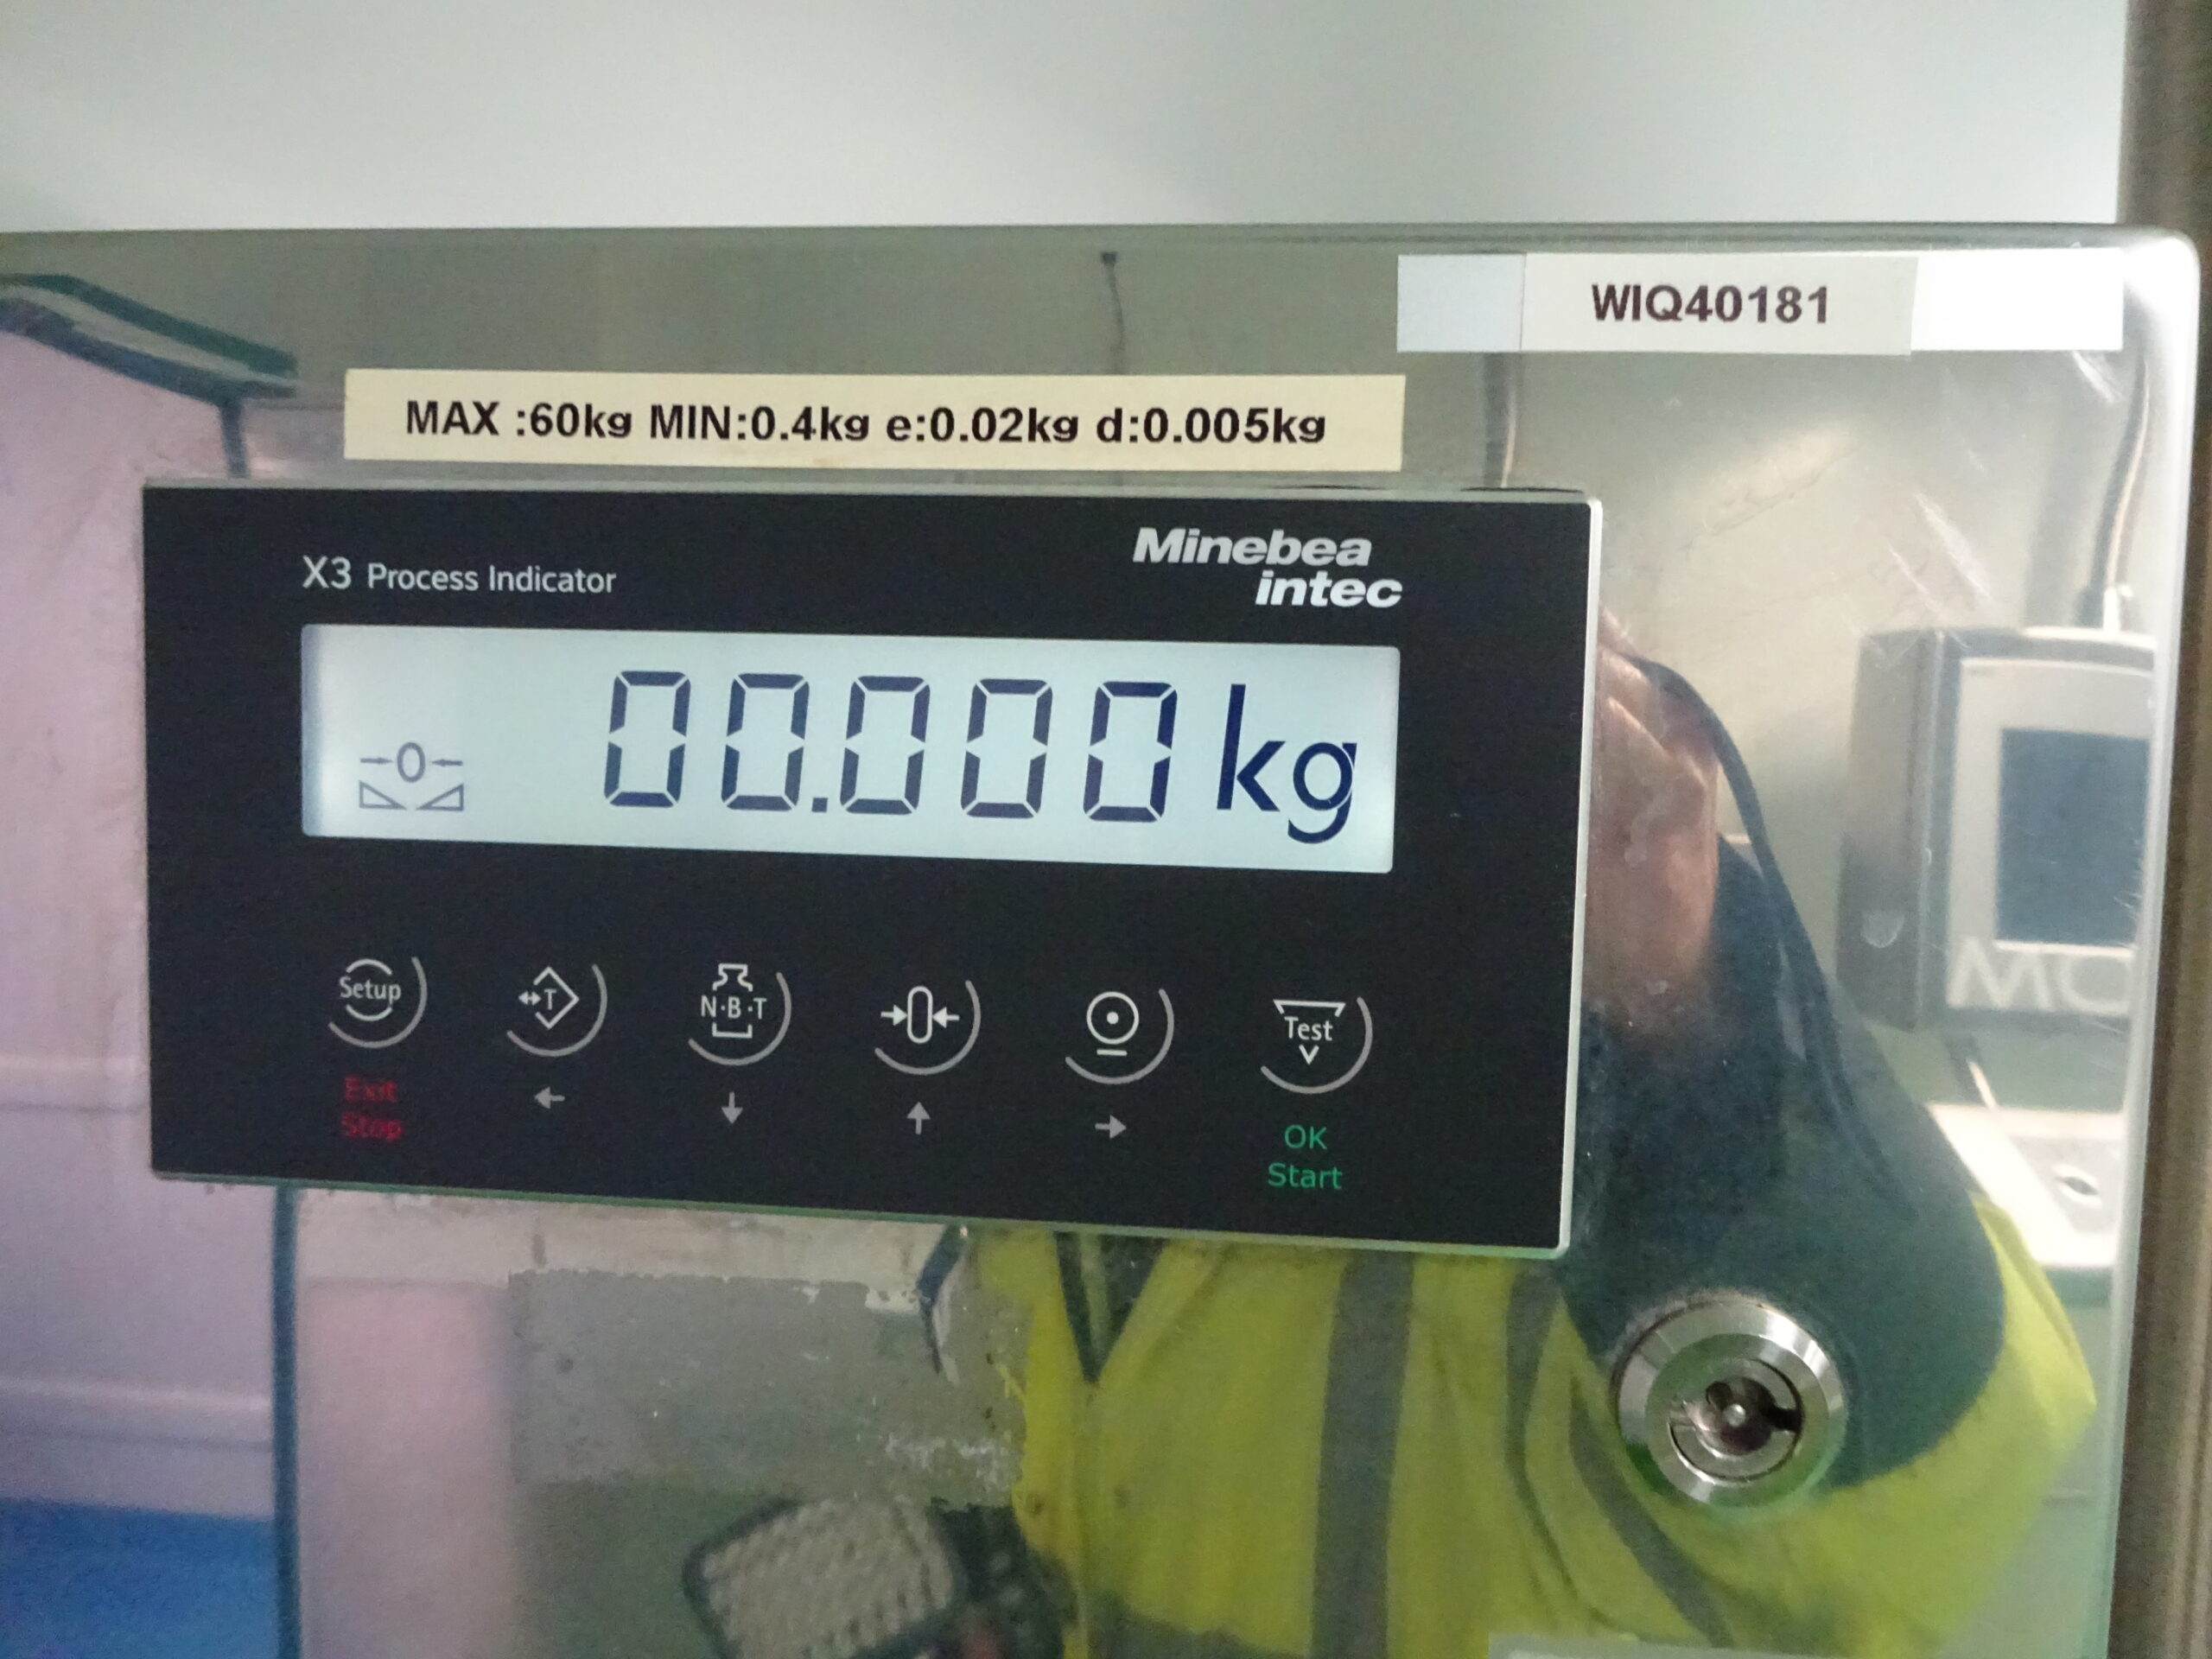 WIQ40181
MAX :60kg MIN:0.4kg e:0.02kg d:0.005kg
Minebea
intec
X3 Process Indicator
→0←
00.000 kg
Setup
T
N·B·T
→0←
Test
Exit
Stop
← ↓ ↑ →
OK
Start